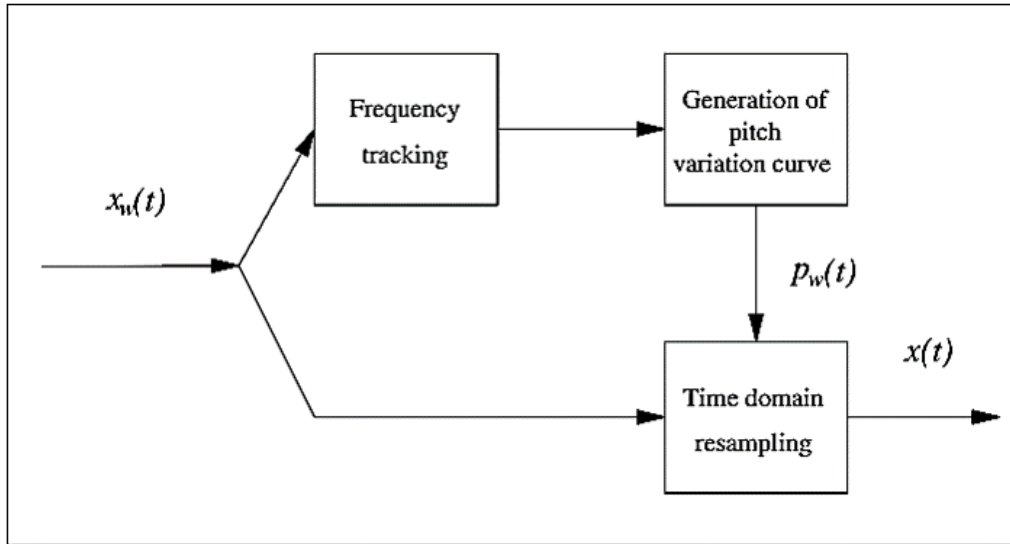 Frequency
tracking
Generation of
pitch
variation curve
x_w(t)
p_w(t)
x(t)
Time domain
resampling